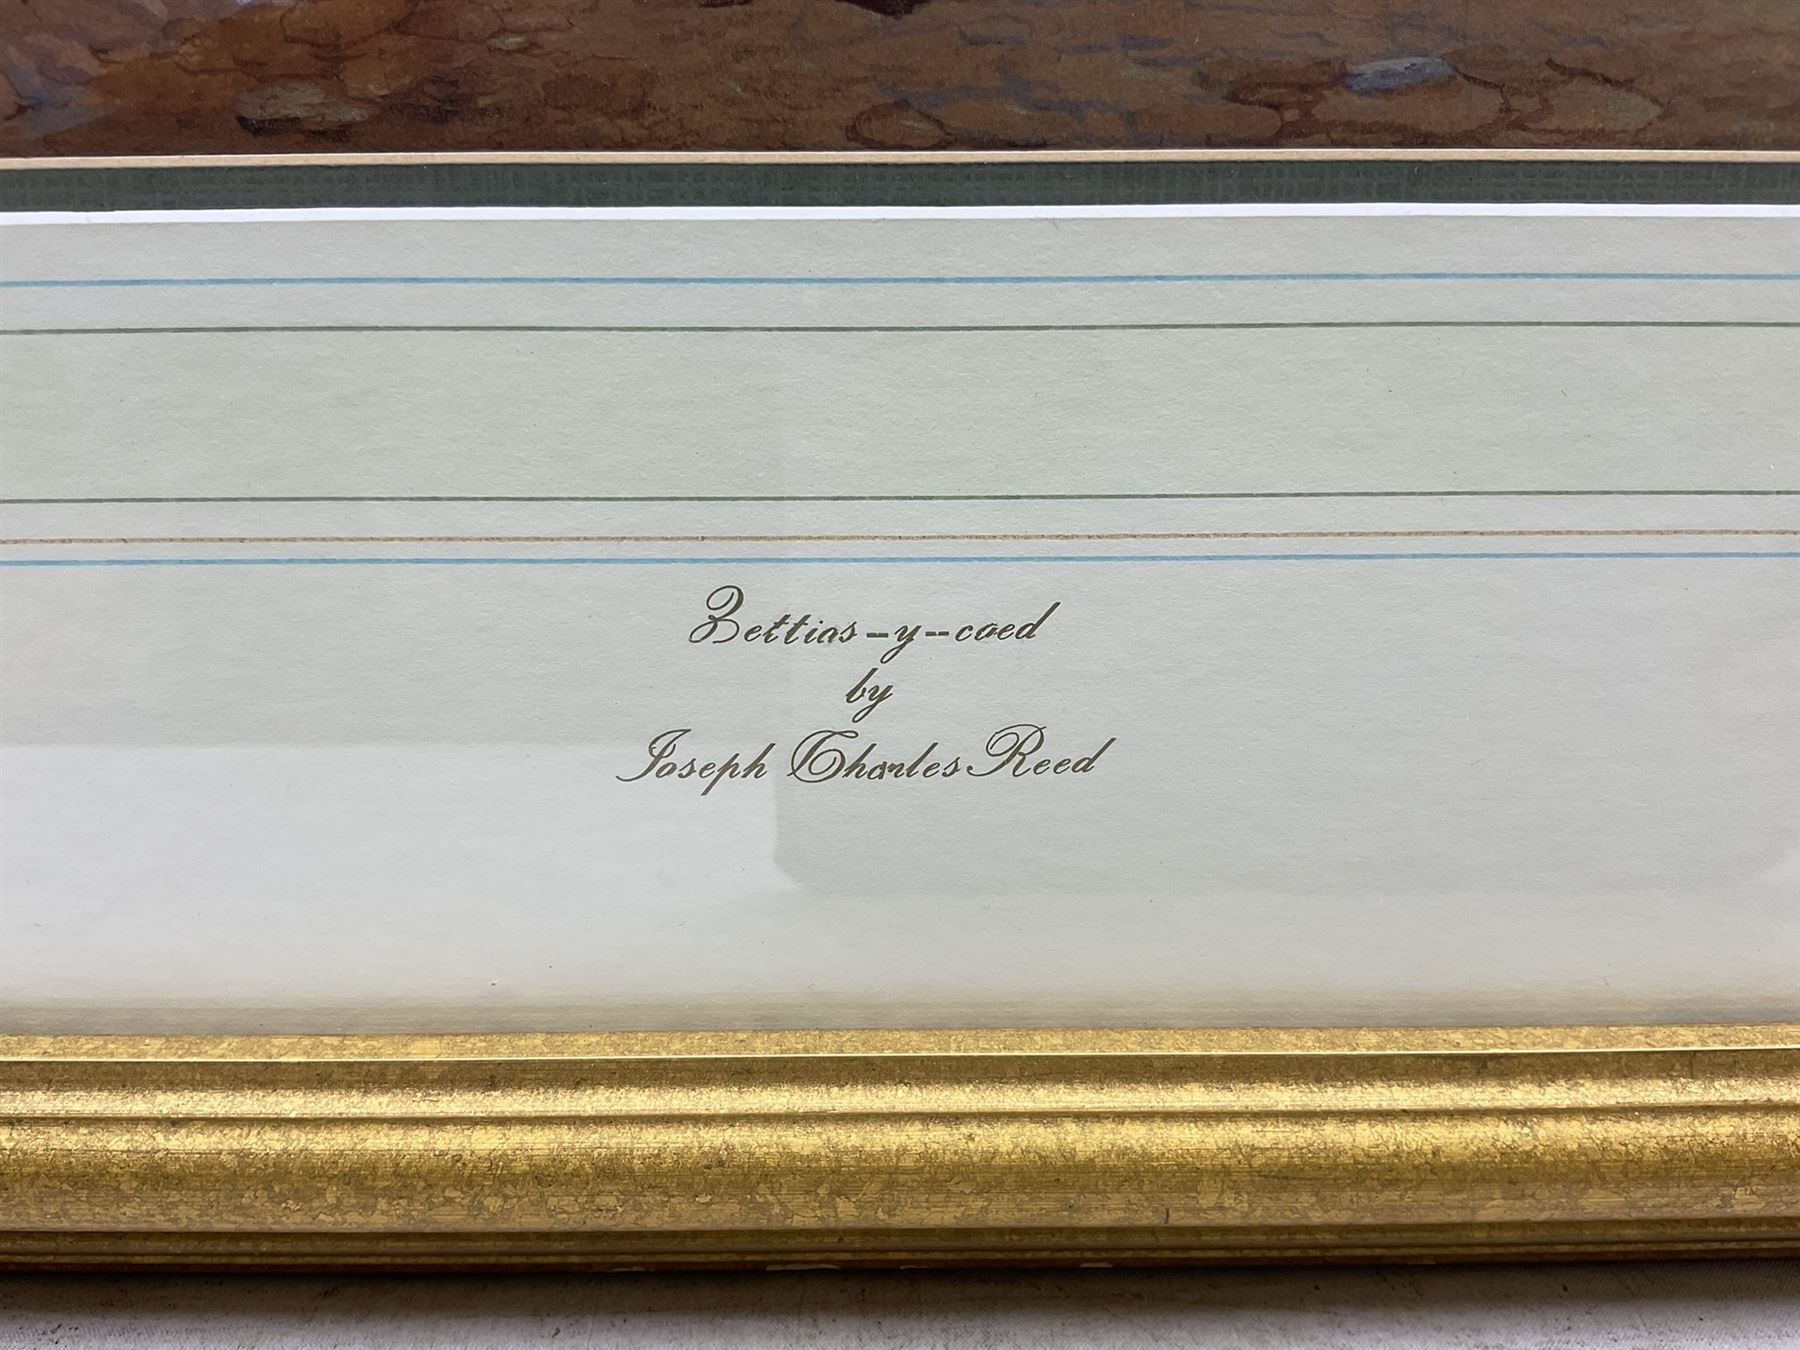 Bettias-y-coed
by
Joseph Charles Reed